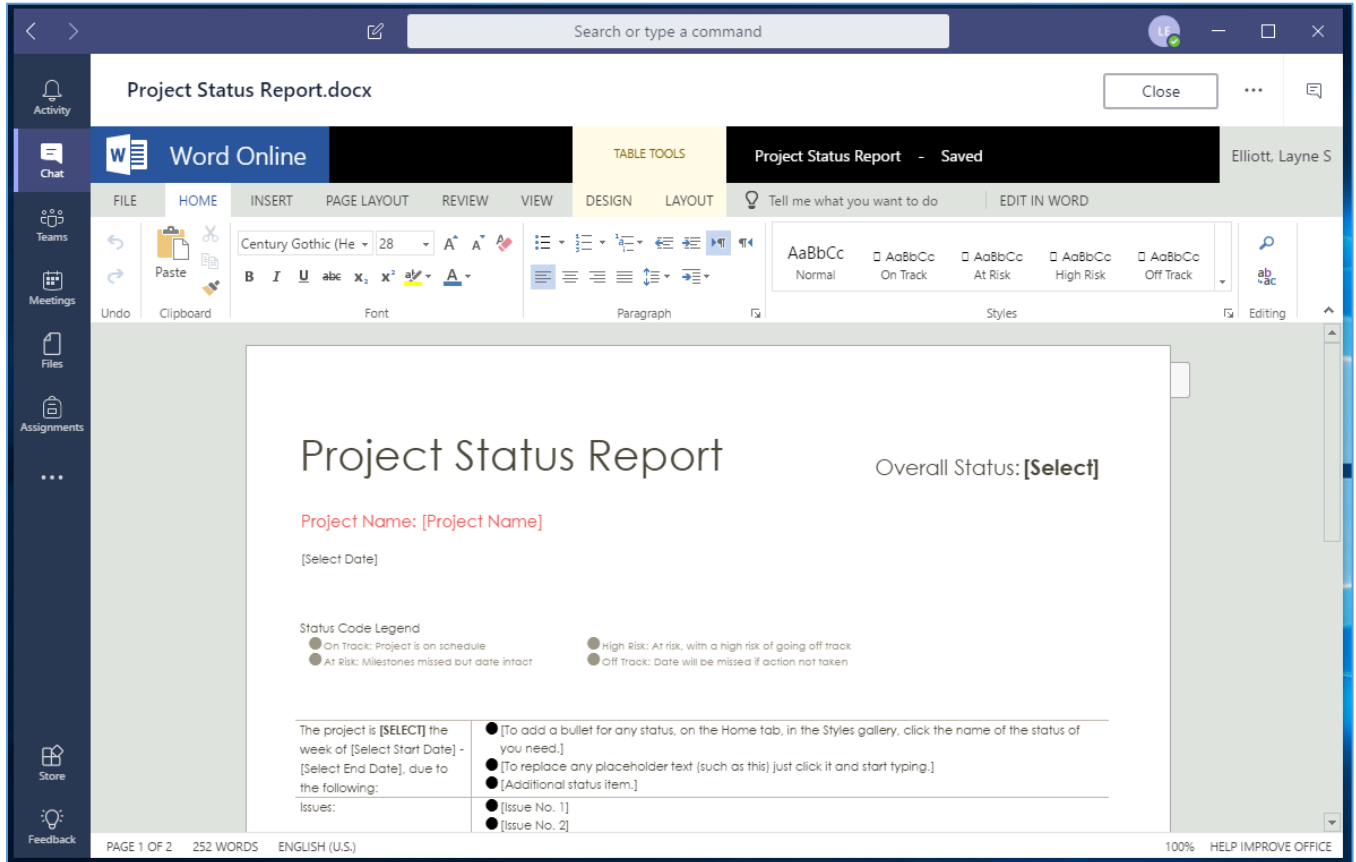 Search or type a command
LE
Activity
Chat
Teams
Meetings
Files
Assignments
Store
Feedback
Project Status Report.docx
Close
Word Online
TABLE TOOLS
Project Status Report - Saved
Elliott, Layne S
FILE HOME INSERT PAGE LAYOUT REVIEW VIEW DESIGN LAYOUT Tell me what you want to do EDIT IN WORD
Century Gothic (He 28
Paste
B I U abc x₂ x² A
AaBbCc AaBbCc AaBbCc AaBbCc AaBbCc
Normal On Track At Risk High Risk Off Track
Undo Clipboard Font Paragraph Styles Editing
Project Status Report
Overall Status: [Select]
Project Name: [Project Name]
[Select Date]
Status Code Legend
On Track: Project is on schedule
High Risk: At risk, with a high risk of going off track
At Risk: Milestones missed but date intact
Off Track: Date will be missed if action not taken
The project is [SELECT] the
week of [Select Start Date] -
[Select End Date], due to
the following:
[To add a bullet for any status, on the Home tab, in the Styles gallery, click the name of the status of
you need.]
[To replace any placeholder text (such as this) just click it and start typing.]
[Additional status item.]
Issues:
[Issue No. 1]
[Issue No. 2]
PAGE 1 OF 2 252 WORDS ENGLISH (U.S.) 100% HELP IMPROVE OFFICE